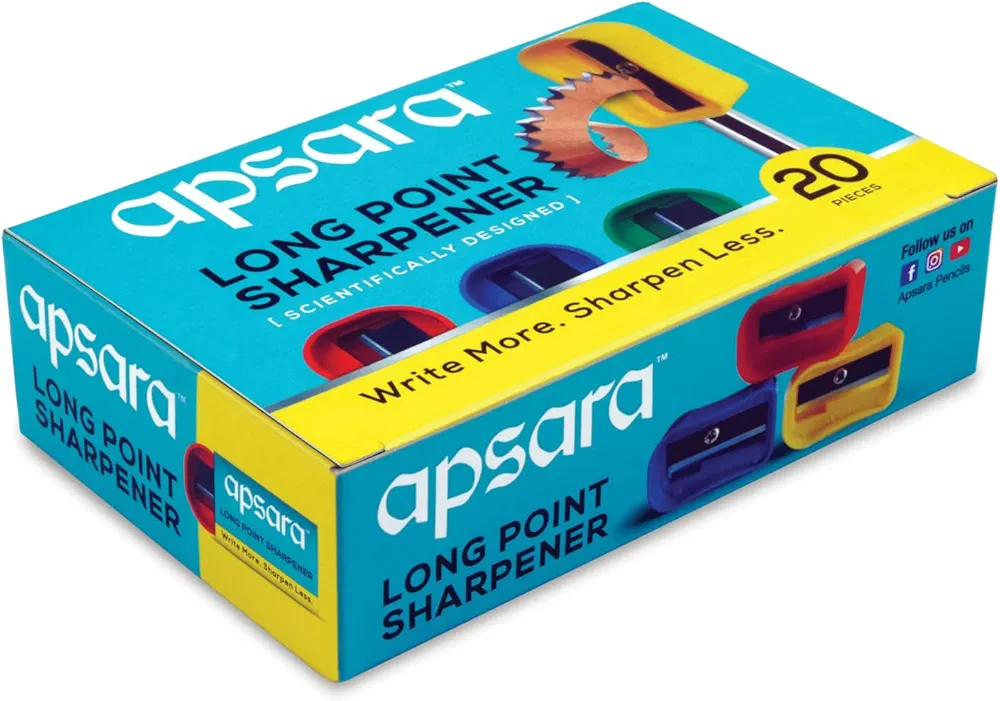 apsara™
LONG POINT
SHARPENER
[ SCIENTIFICALLY DESIGNED ]
20
PIECES
Write More. Sharpen Less.
apsara™
LONG POINT
SHARPENER
apsara
LONG POINT SHARPENER
Write More. Sharpen Less.
apsara™
LONG POINT
SHARPENER
Follow us on
Apsara Pencils